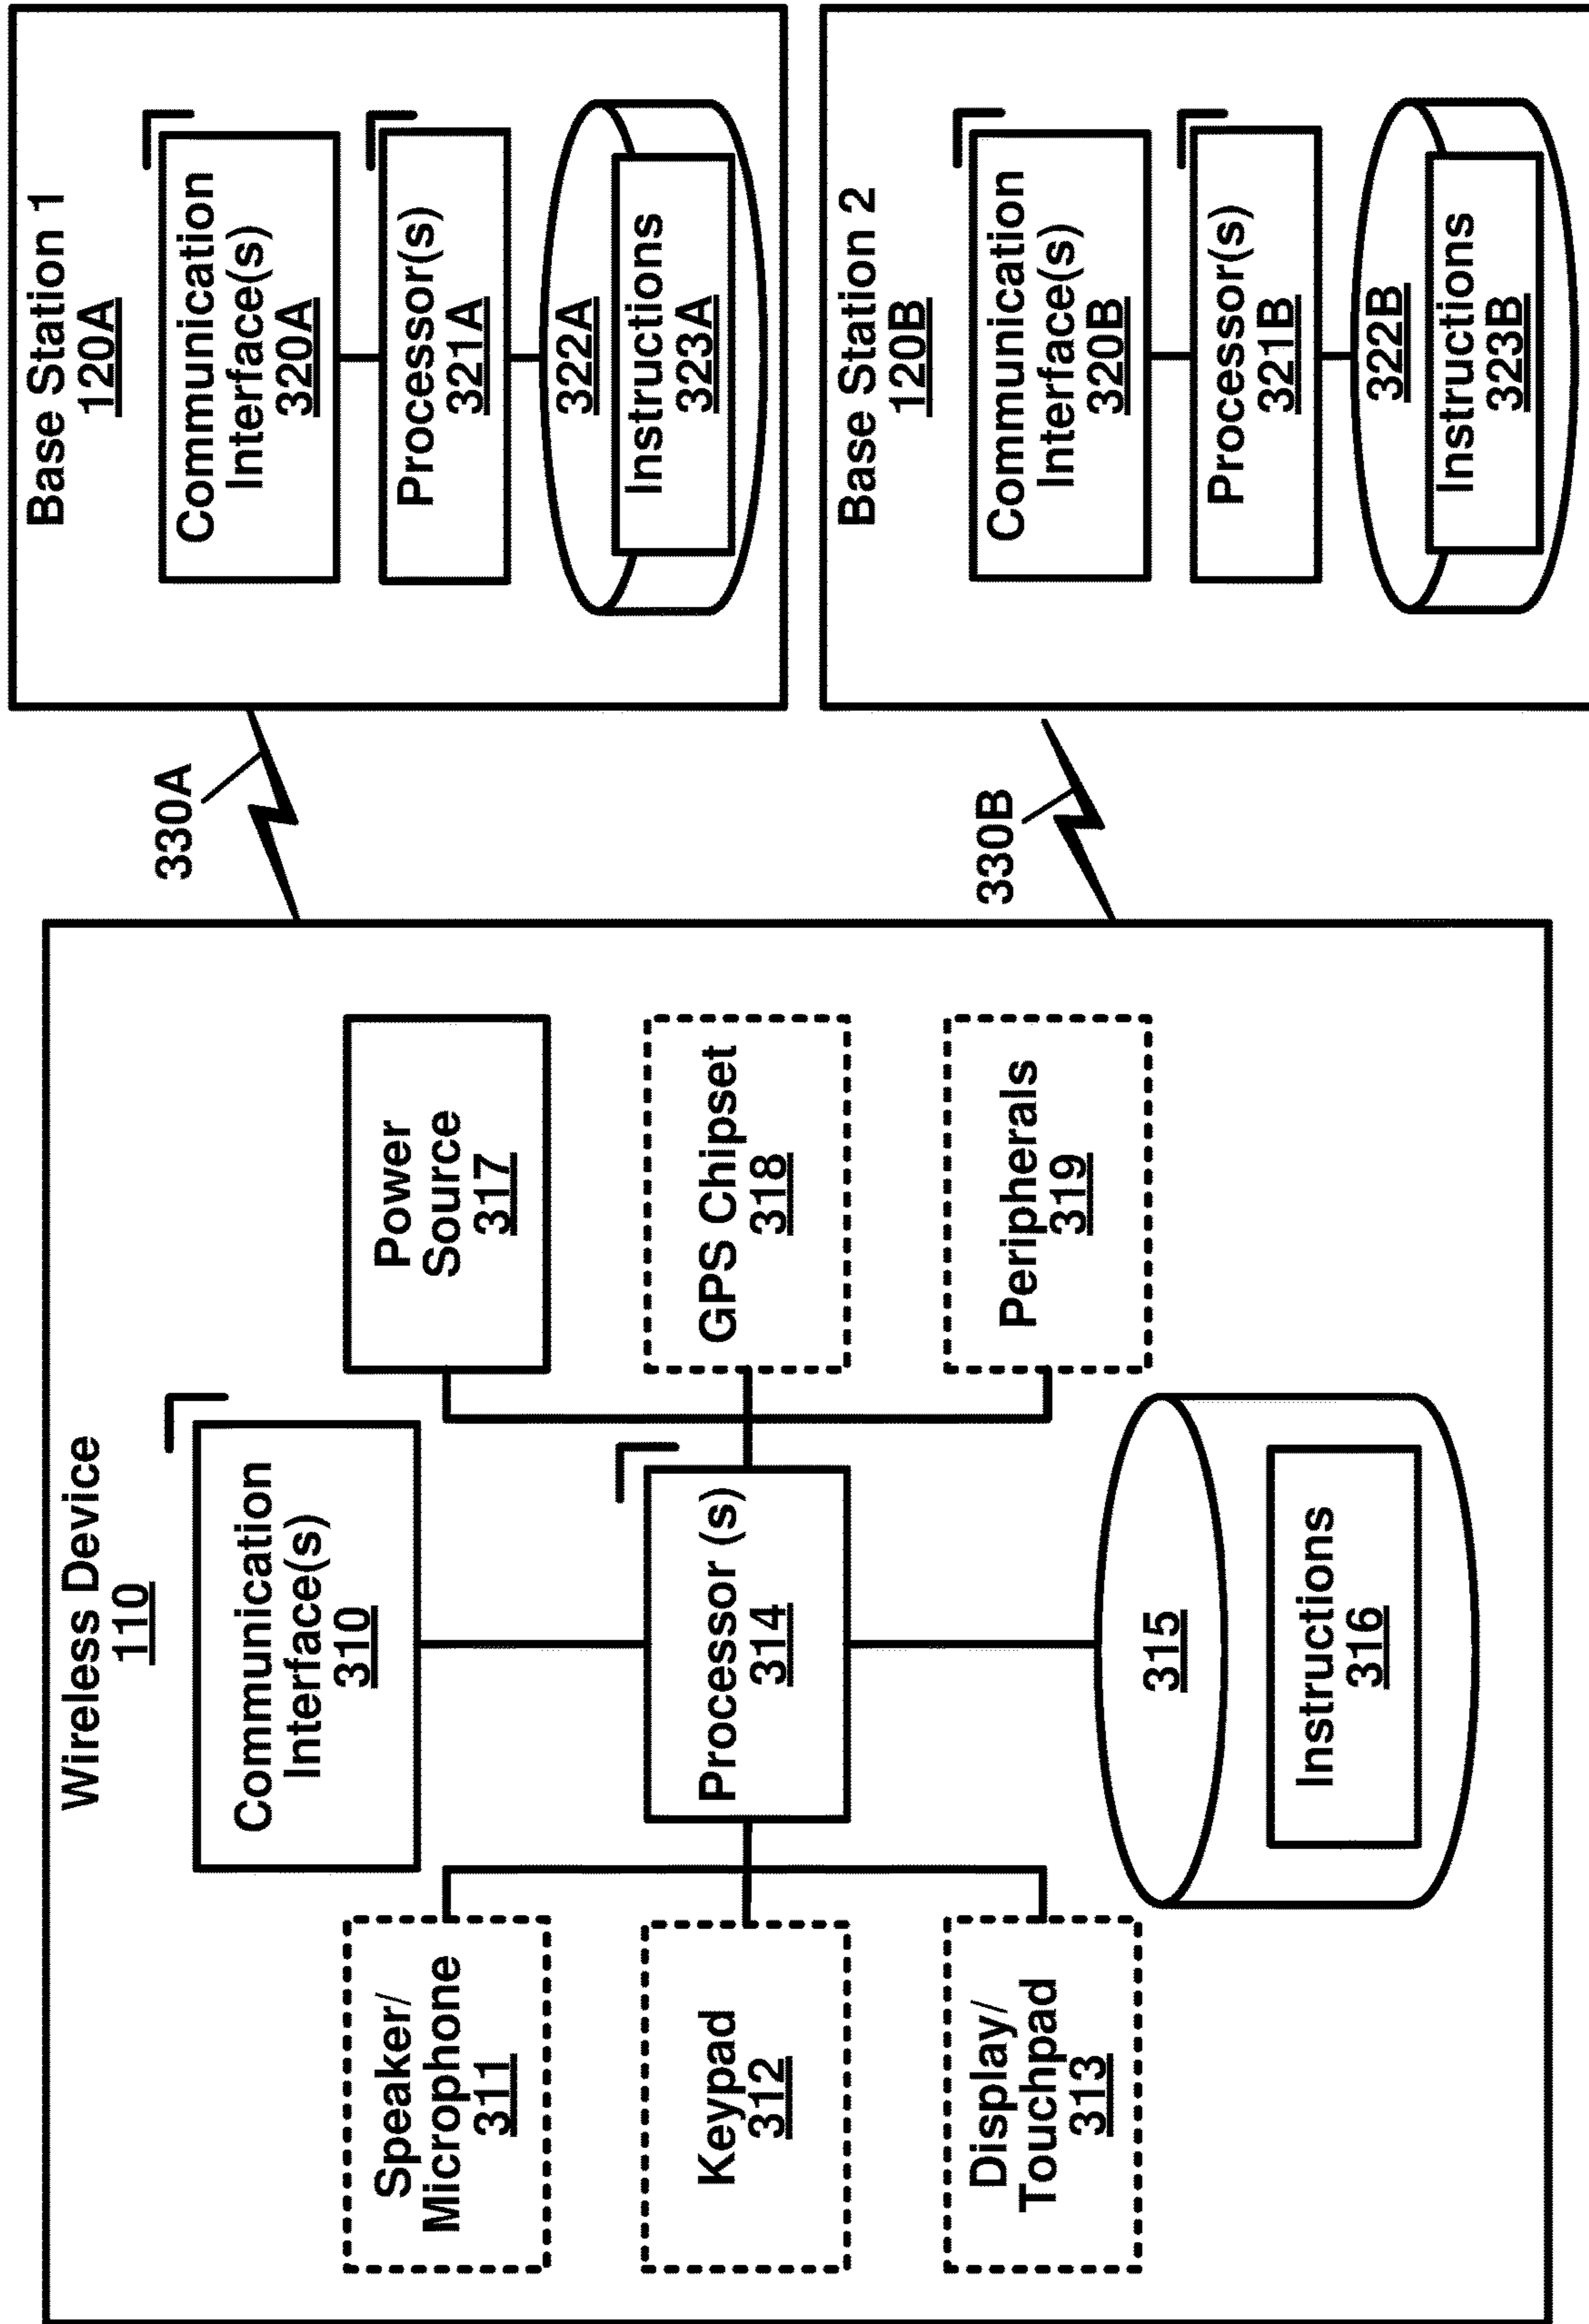 Wireless Device
110
Communication
Interface(s)
310
Speaker/
Microphone
311
Keypad
312
Display/
Touchpad
313
Processor (s)
314
Power
Source
317
GPS Chipset
318
Peripherals
319
315
Instructions
316
330A
330B
Base Station 1
120A
Communication
Interface(s)
320A
Processor(s)
321A
322A
Instructions
323A
Base Station 2
120B
Communication
Interface(s)
320B
Processor(s)
321B
322B
Instructions
323B